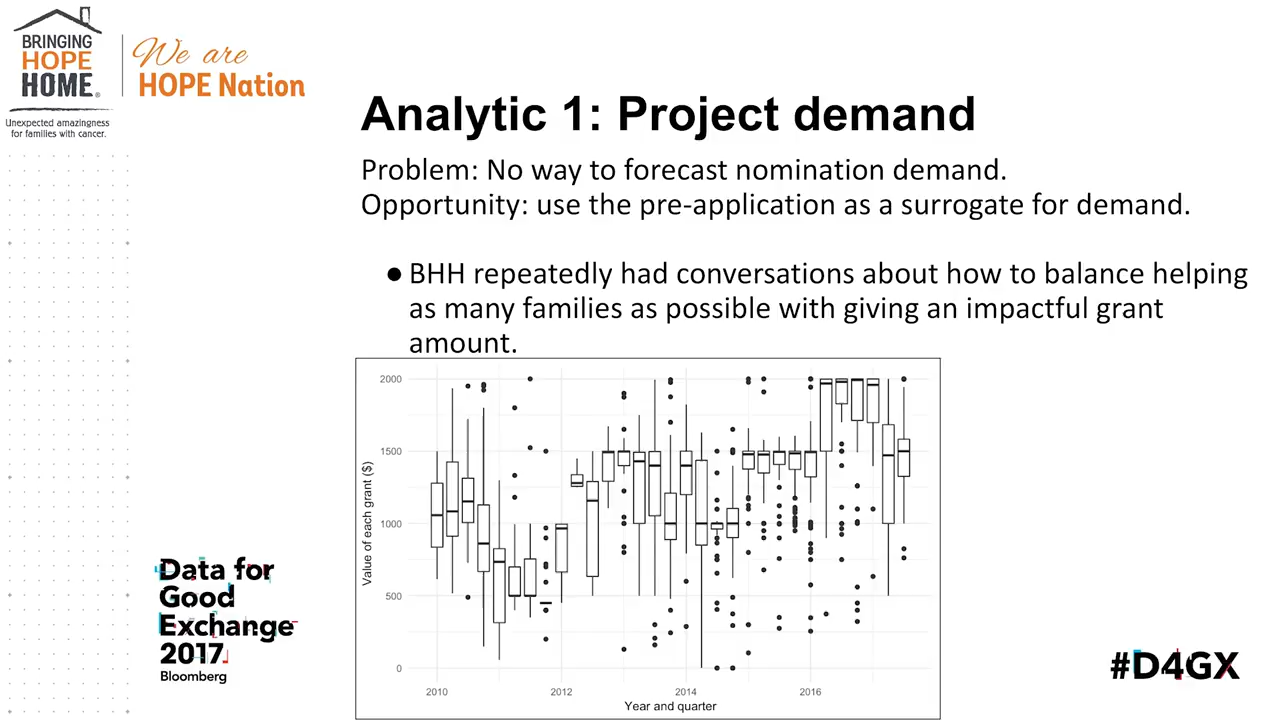 BRINGING
HOPE
HOME®
Unexpected amazingness
for families with cancer.
We are
HOPE Nation
Analytic 1: Project demand
Problem: No way to forecast nomination demand.
Opportunity: use the pre-application as a surrogate for demand.
● BHH repeatedly had conversations about how to balance helping
as many families as possible with giving an impactful grant
amount.
2000
1500
1000
500
0
Value of each grant ($)
2010
2012
2014
2016
Year and quarter
Data for
Good
Exchange
2017
Bloomberg
#D4GX